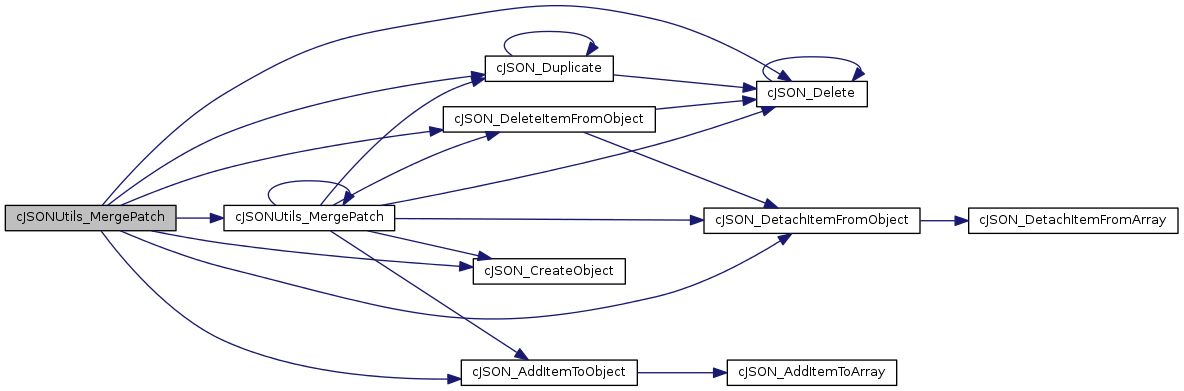 cJSON_Duplicate
cJSON_Delete
cJSON_DeleteItemFromObject
cJSONUtils_MergePatch
cJSONUtils_MergePatch
cJSON_DetachItemFromObject
cJSON_DetachItemFromArray
cJSON_CreateObject
cJSON_AddItemToObject
cJSON_AddItemToArray